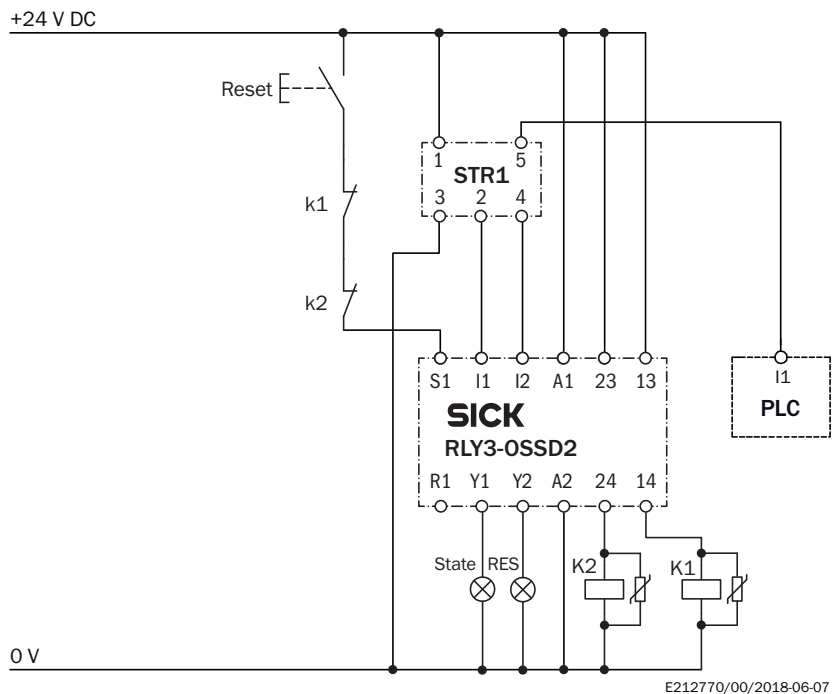 +24 V DC
Reset
1 5
STR1
3 2 4
k1
k2
S1 I1 I2 A1 23 13
SICK
RLY3-OSSD2
R1 Y1 Y2 A2 24 14
I1
PLC
State RES K2 K1
0 V
E212770/00/2018-06-07